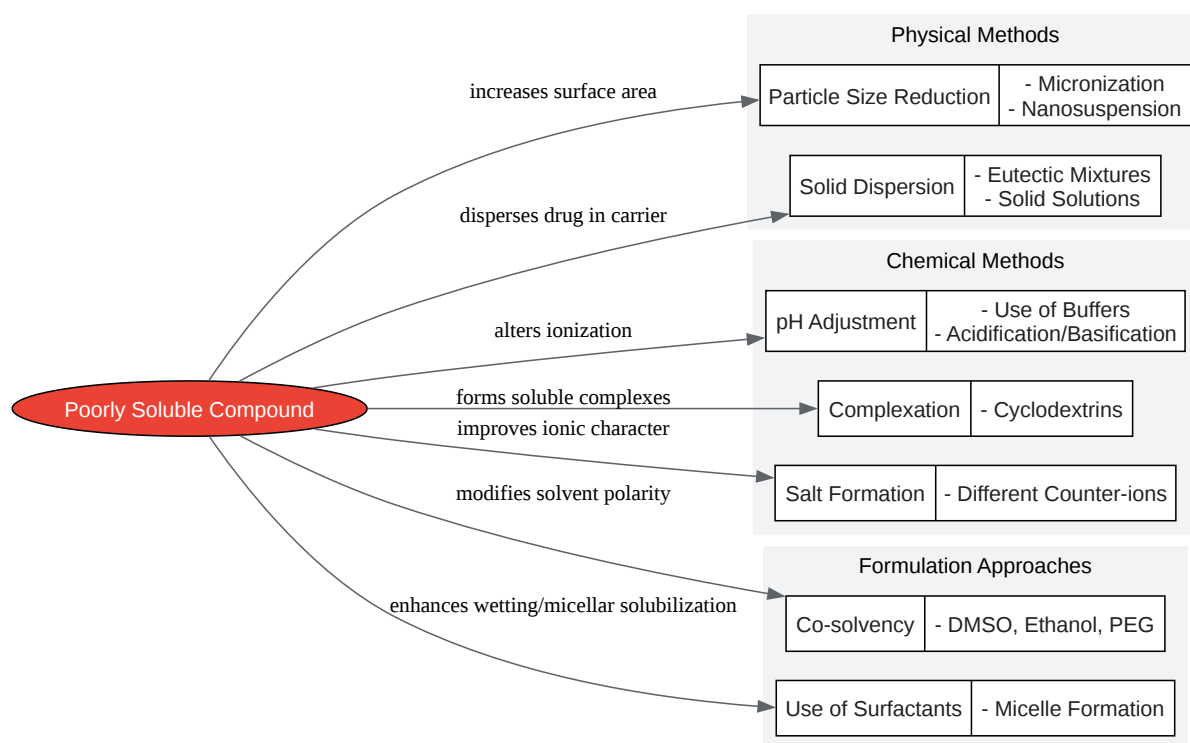 Physical Methods
increases surface area
Particle Size Reduction
- Micronization
- Nanosuspension
disperses drug in carrier
Solid Dispersion
- Eutectic Mixtures
- Solid Solutions
Chemical Methods
alters ionization
pH Adjustment
- Use of Buffers
- Acidification/Basification
Poorly Soluble Compound
forms soluble complexes
Complexation
- Cyclodextrins
improves ionic character
Salt Formation
- Different Counter-ions
modifies solvent polarity
Formulation Approaches
Co-solvency
- DMSO, Ethanol, PEG
enhances wetting/micellar solubilization
Use of Surfactants
- Micelle Formation